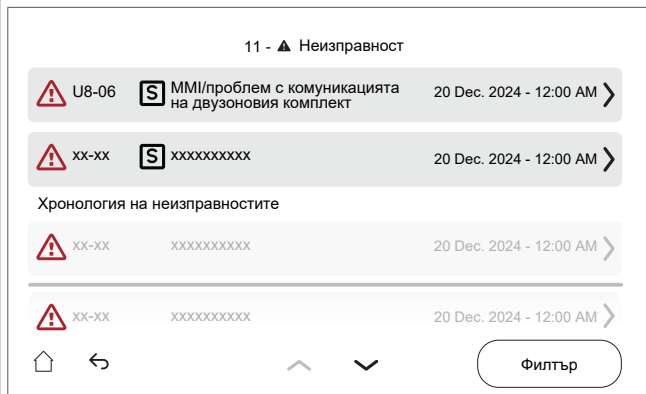 11 - Неизправност
U8-06 S MMI/проблем с комуникацията
на двузоновия комплект
20 Dec. 2024 - 12:00 AM
xx-xx S xxxxxxxxxx 20 Dec. 2024 - 12:00 AM
Хронология на неизправностите
xx-xx xxxxxxxxxx 20 Dec. 2024 - 12:00 AM
xx-xx xxxxxxxxxx 20 Dec. 2024 - 12:00 AM
Филтър